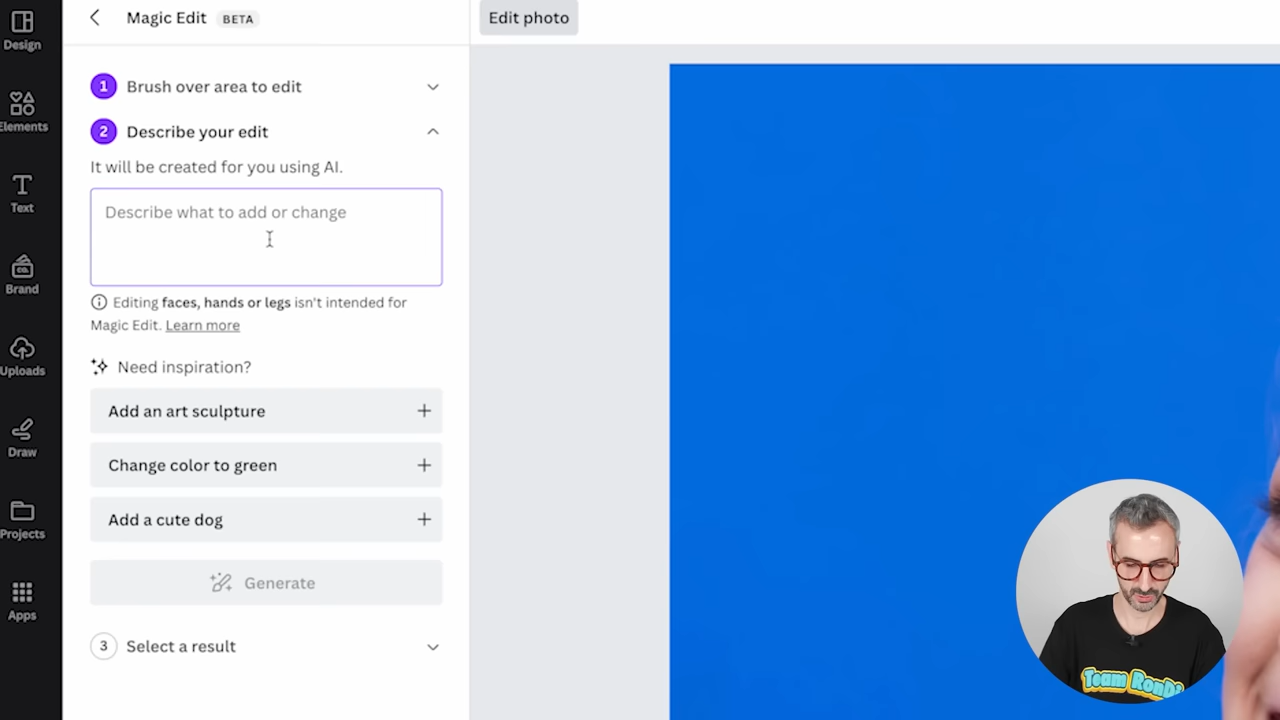 Design
Elements
Text
CO.
Brand
Uploads
Draw
Projects
Apps
Magic Edit BETA
Edit photo
1 Brush over area to edit
2 Describe your edit
It will be created for you using AI.
Describe what to add or change
Editing faces, hands or legs isn't intended for
Magic Edit. Learn more
Need inspiration?
Add an art sculpture
Change color to green
Add a cute dog
Generate
3 Select a result
Team RonDi